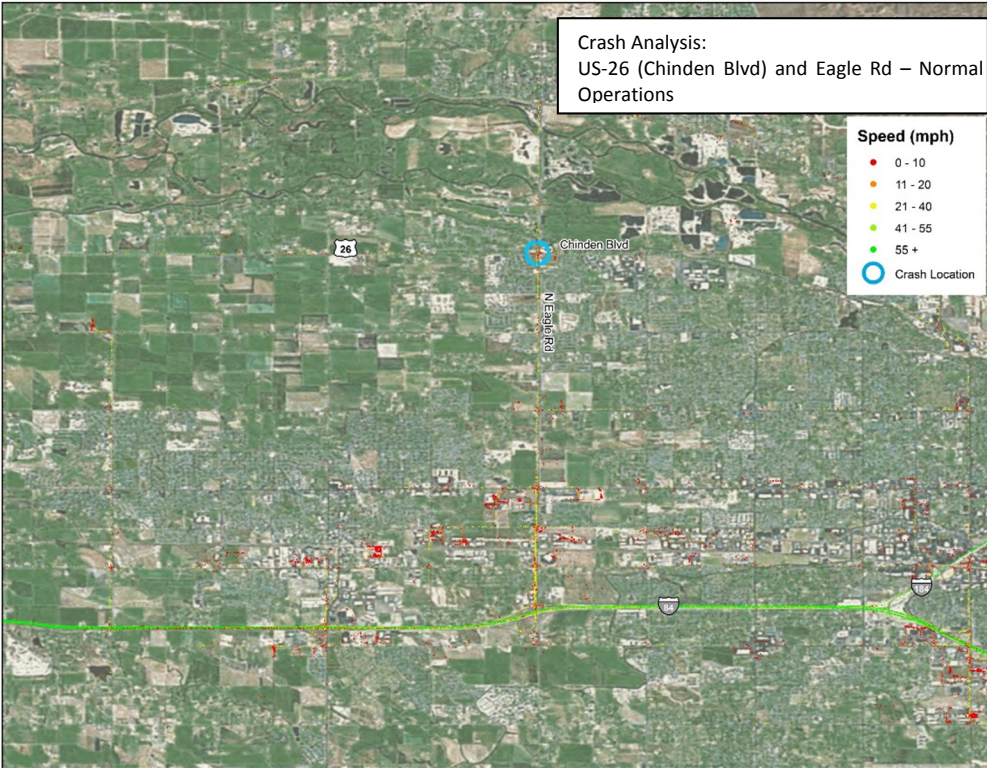 Crash Analysis:
US-26 (Chinden Blvd) and Eagle Rd – Normal
Operations
Speed (mph)
0 - 10
11 - 20
21 - 40
41 - 55
55 +
Crash Location
26
Chinden Blvd
N Eagle Rd
184
84